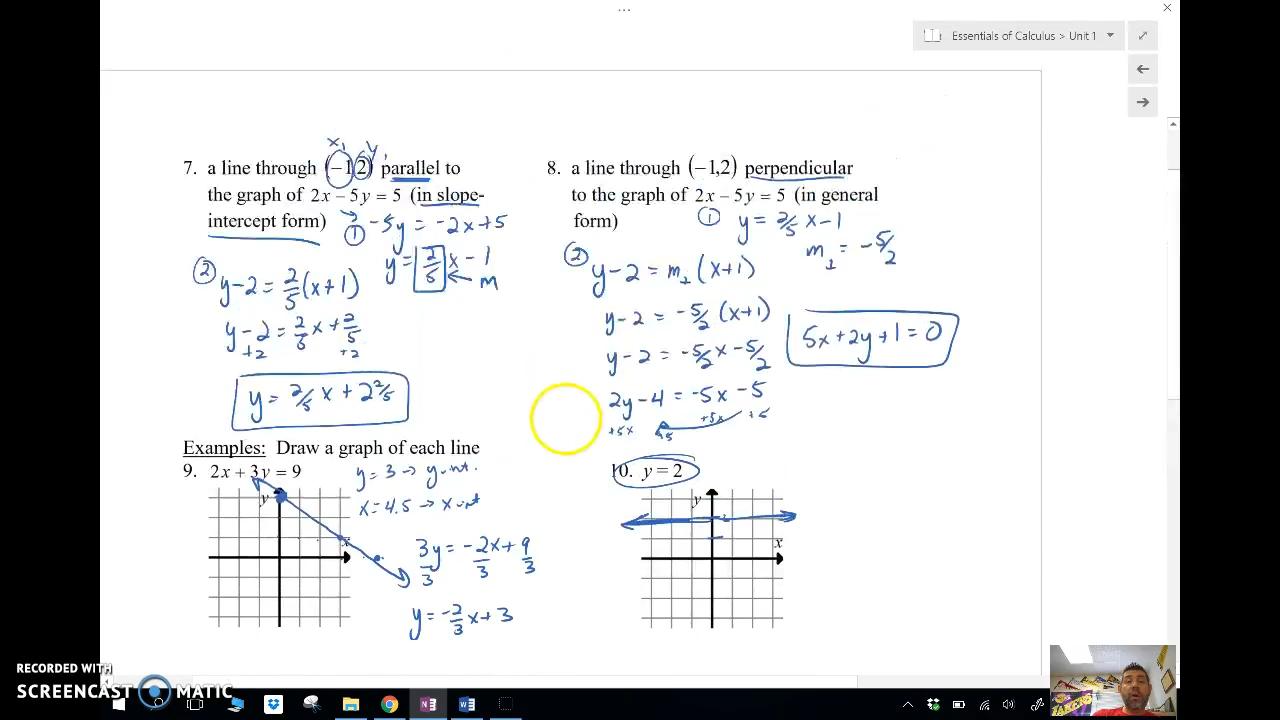 Essentials of Calculus > Unit 1
7. a line through (−1,2) parallel to
the graph of 2x − 5y = 5 (in slope-
intercept form)
x₁ y₁
① -5y = -2x+5
y = 2/5 x − 1
← m
② y−2 = 2/5 (x+1)
y−2 = 2/5 x + 2/5
+2 +2
y = 2/5 x + 2 2/5
8. a line through (−1,2) perpendicular
to the graph of 2x − 5y = 5 (in general
form)
① y = 2/5 x − 1
m⊥ = −5/2
② y−2 = m⊥ (x+1)
y−2 = −5/2 (x+1)
y−2 = −5/2 x − 5/2
2y−4 = −5x − 5
+5x +5 +5x +5
5x+2y+1=0
Examples: Draw a graph of each line
9. 2x + 3y = 9
y = 3 → y-int.
x = 4.5 → x-int
3y = −2x + 9
3 3 3
y = −2/3 x + 3
y
x
10. y = 2
y
x
RECORDED WITH
SCREENCAST MATIC
LAKERS